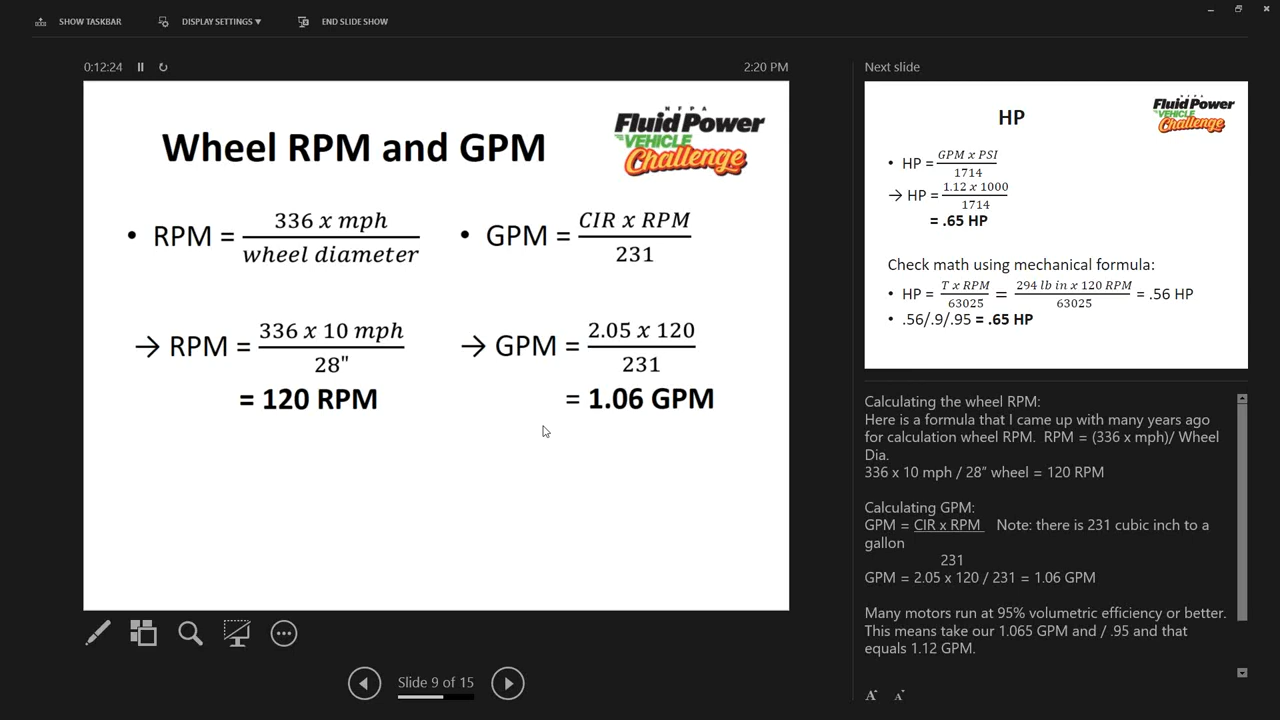 SHOW TASKBAR
DISPLAY SETTINGS ▼
END SLIDE SHOW
0:12:24
2:20 PM
Wheel RPM and GPM
NFPA
Fluid Power
VEHICLE
Challenge
• RPM = 336 x mph / wheel diameter
• GPM = CIR x RPM / 231
→ RPM = 336 x 10 mph / 28"
= 120 RPM
→ GPM = 2.05 x 120 / 231
= 1.06 GPM
Slide 9 of 15
Next slide
HP
NFPA
Fluid Power
VEHICLE
Challenge
• HP = GPM x PSI / 1714
→ HP = 1.12 x 1000 / 1714
= .65 HP
Check math using mechanical formula:
• HP = T x RPM / 63025 = 294 lb in x 120 RPM / 63025 = .56 HP
• .56/.9/.95 = .65 HP
Calculating the wheel RPM:
Here is a formula that I came up with many years ago
for calculation wheel RPM.  RPM = (336 x mph)/ Wheel
Dia.
336 x 10 mph / 28” wheel = 120 RPM
Calculating GPM:
GPM = CIR x RPM    Note: there is 231 cubic inch to a
gallon
231
GPM = 2.05 x 120 / 231 = 1.06 GPM
Many motors run at 95% volumetric efficiency or better.
This means take our 1.065 GPM and / .95 and that
equals 1.12 GPM.
A A